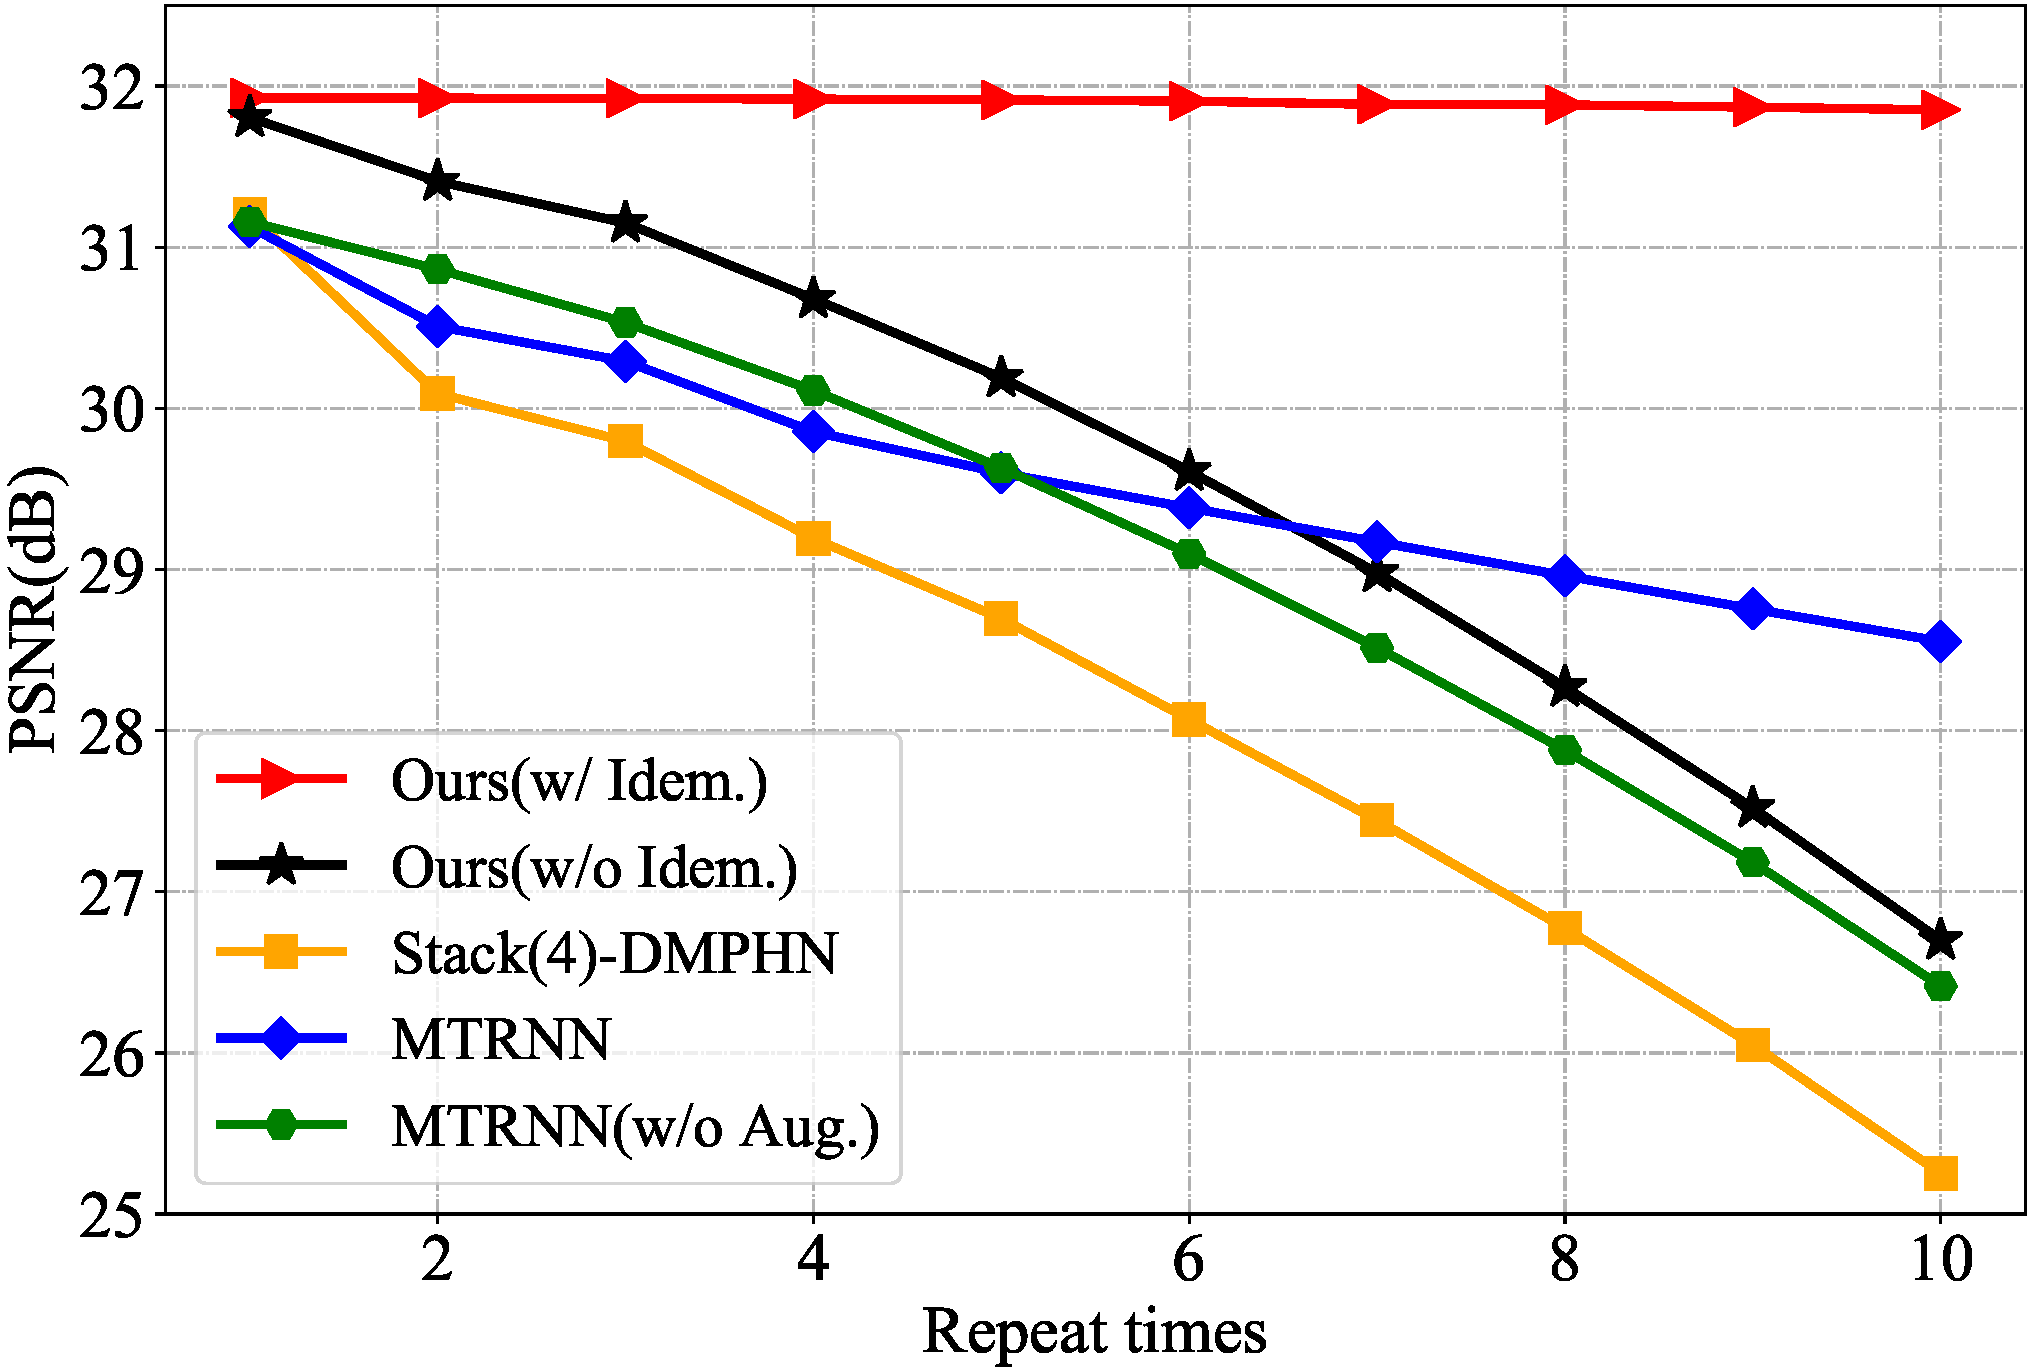 32
31
30
29
28
27
26
25
PSNR(dB)
Ours(w/ Idem.)
Ours(w/o Idem.)
Stack(4)-DMPHN
MTRNN
MTRNN(w/o Aug.)
2 4 6 8 10
Repeat times